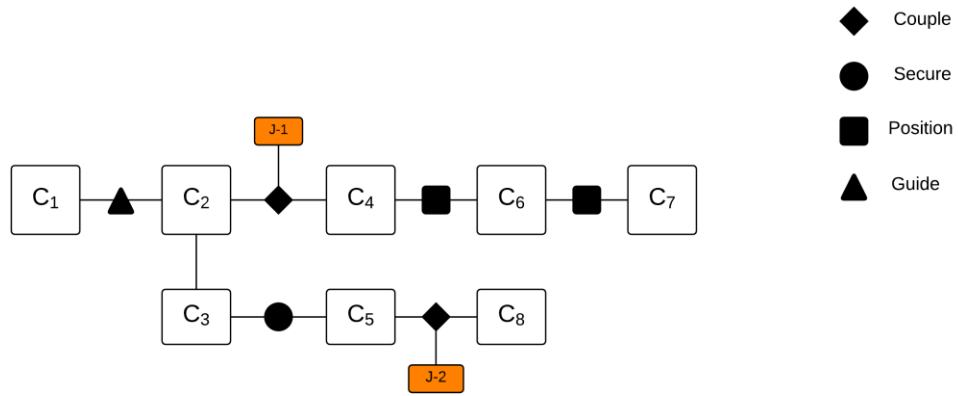 Couple
Secure
Position
Guide
J-1
C1 C2 C4 C6 C7
C3 C5 C8
J-2